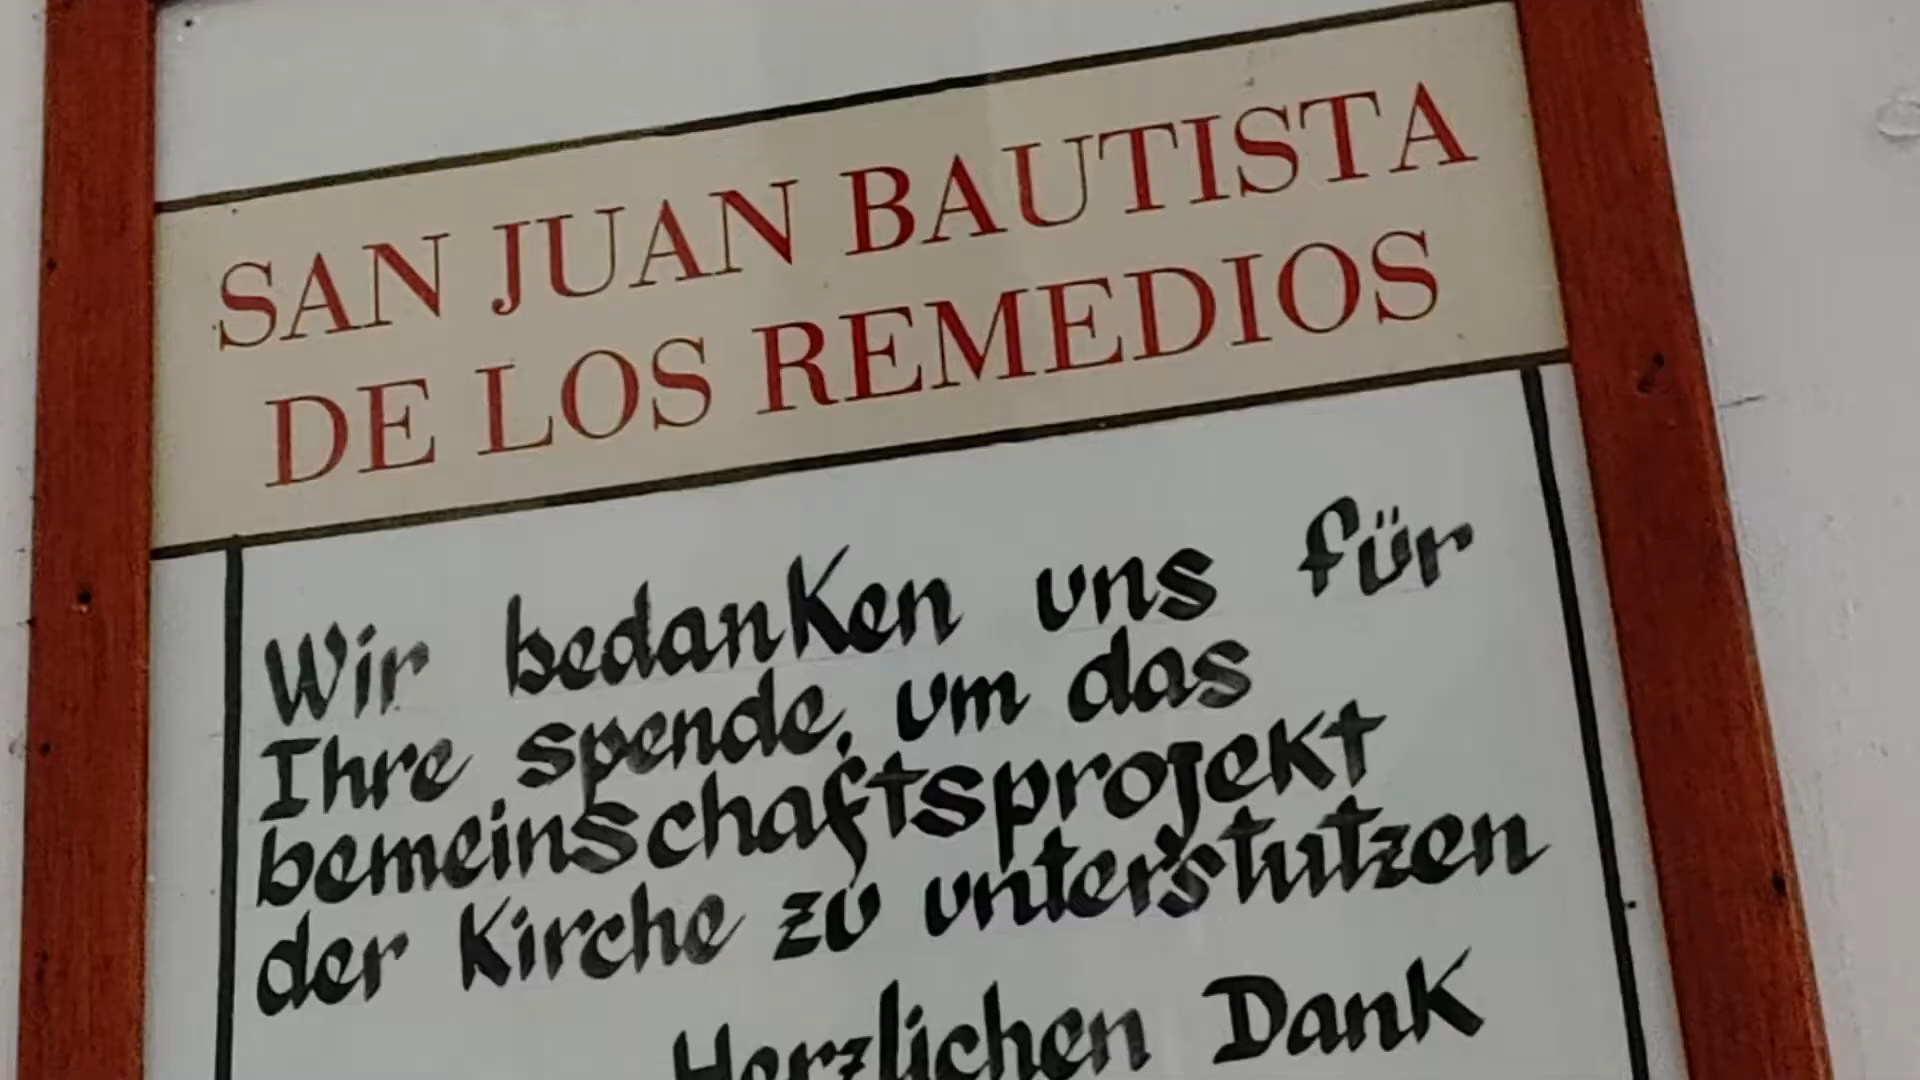 SAN JUAN BAUTISTA
DE LOS REMEDIOS
Wir bedanken uns für
Ihre spende, um das
bemeinschaftsprojekt
der Kirche zu unterstutzen
Herzlichen Dank